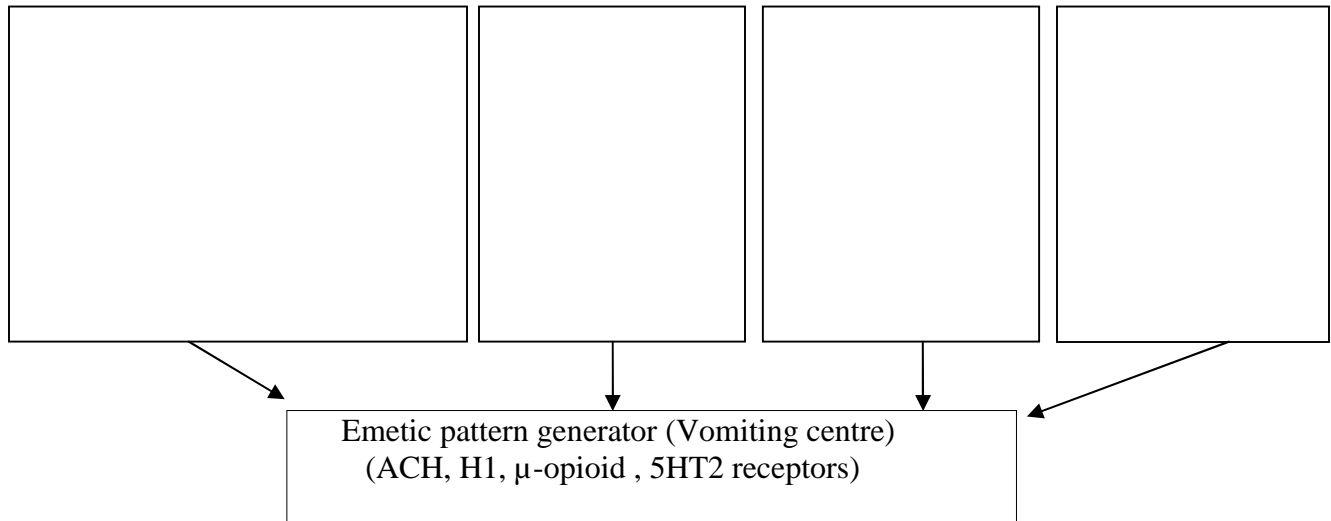 Emetic pattern generator (Vomiting centre)
(ACH, H1, µ-opioid , 5HT2 receptors)